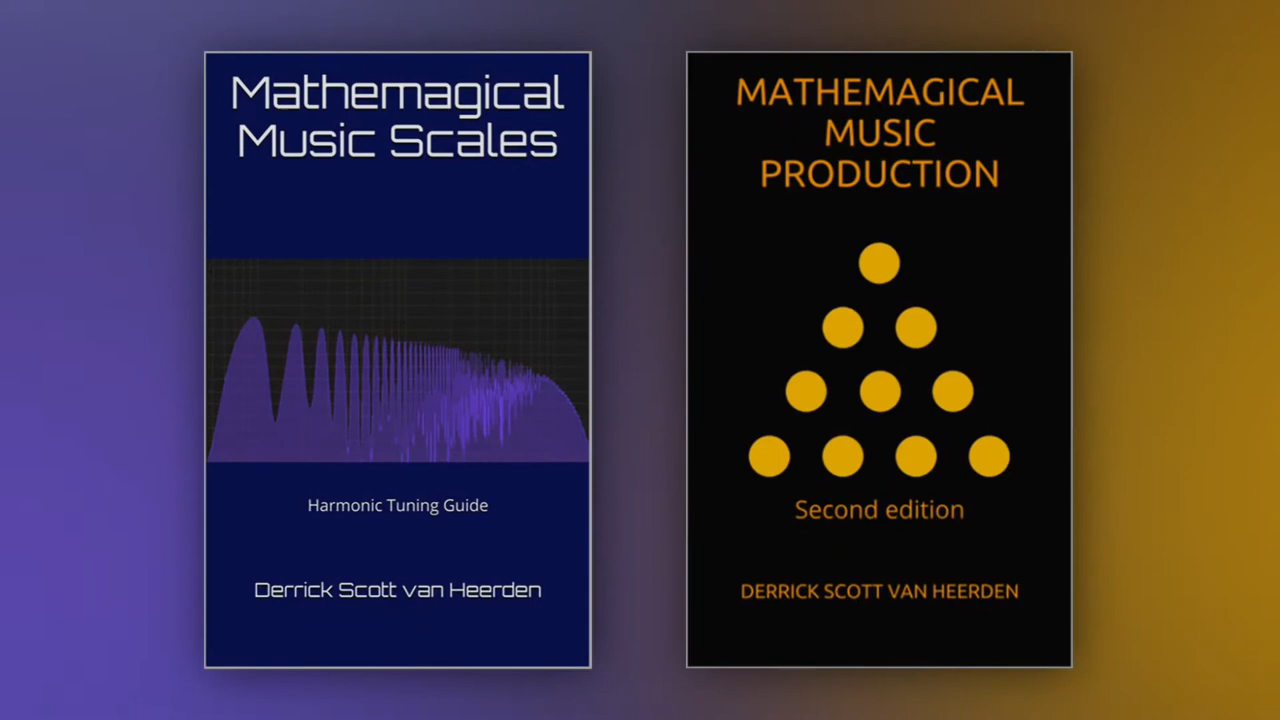 Mathemagical
Music Scales
Harmonic Tuning Guide
Derrick Scott van Heerden
MATHEMAGICAL
MUSIC
PRODUCTION
Second edition
DERRICK SCOTT VAN HEERDEN